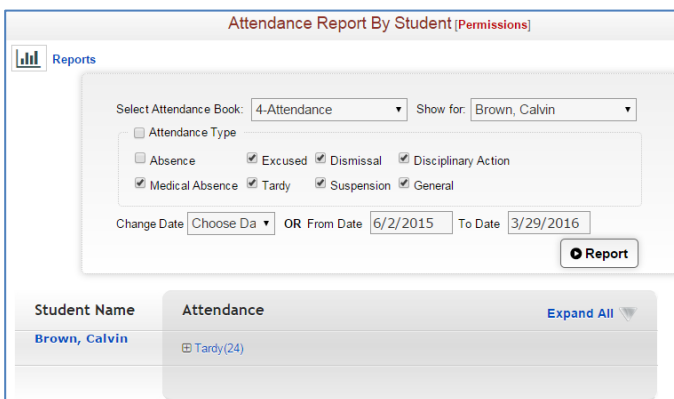 Attendance Report By Student [Permissions]
Reports
Select Attendance Book: 4-Attendance Show for: Brown, Calvin
Attendance Type
Absence Excused Dismissal Disciplinary Action
Medical Absence Tardy Suspension General
Change Date Choose Da OR From Date 6/2/2015 To Date 3/29/2016
Report
Student Name Attendance Expand All
Brown, Calvin Tardy(24)